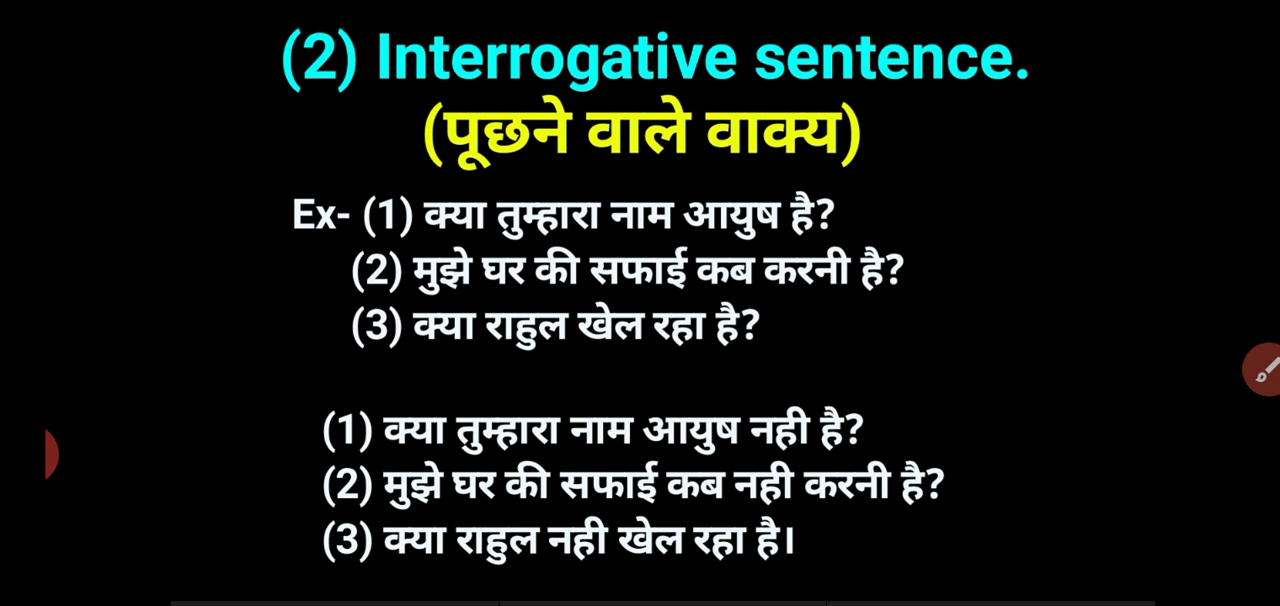 (2) Interrogative sentence.
(पूछने वाले वाक्य)
Ex- (1) क्या तुम्हारा नाम आयुष है?
(2) मुझे घर की सफाई कब करनी है?
(3) क्या राहुल खेल रहा है?
(1) क्या तुम्हारा नाम आयुष नही है?
(2) मुझे घर की सफाई कब नही करनी है?
(3) क्या राहुल नही खेल रहा है।